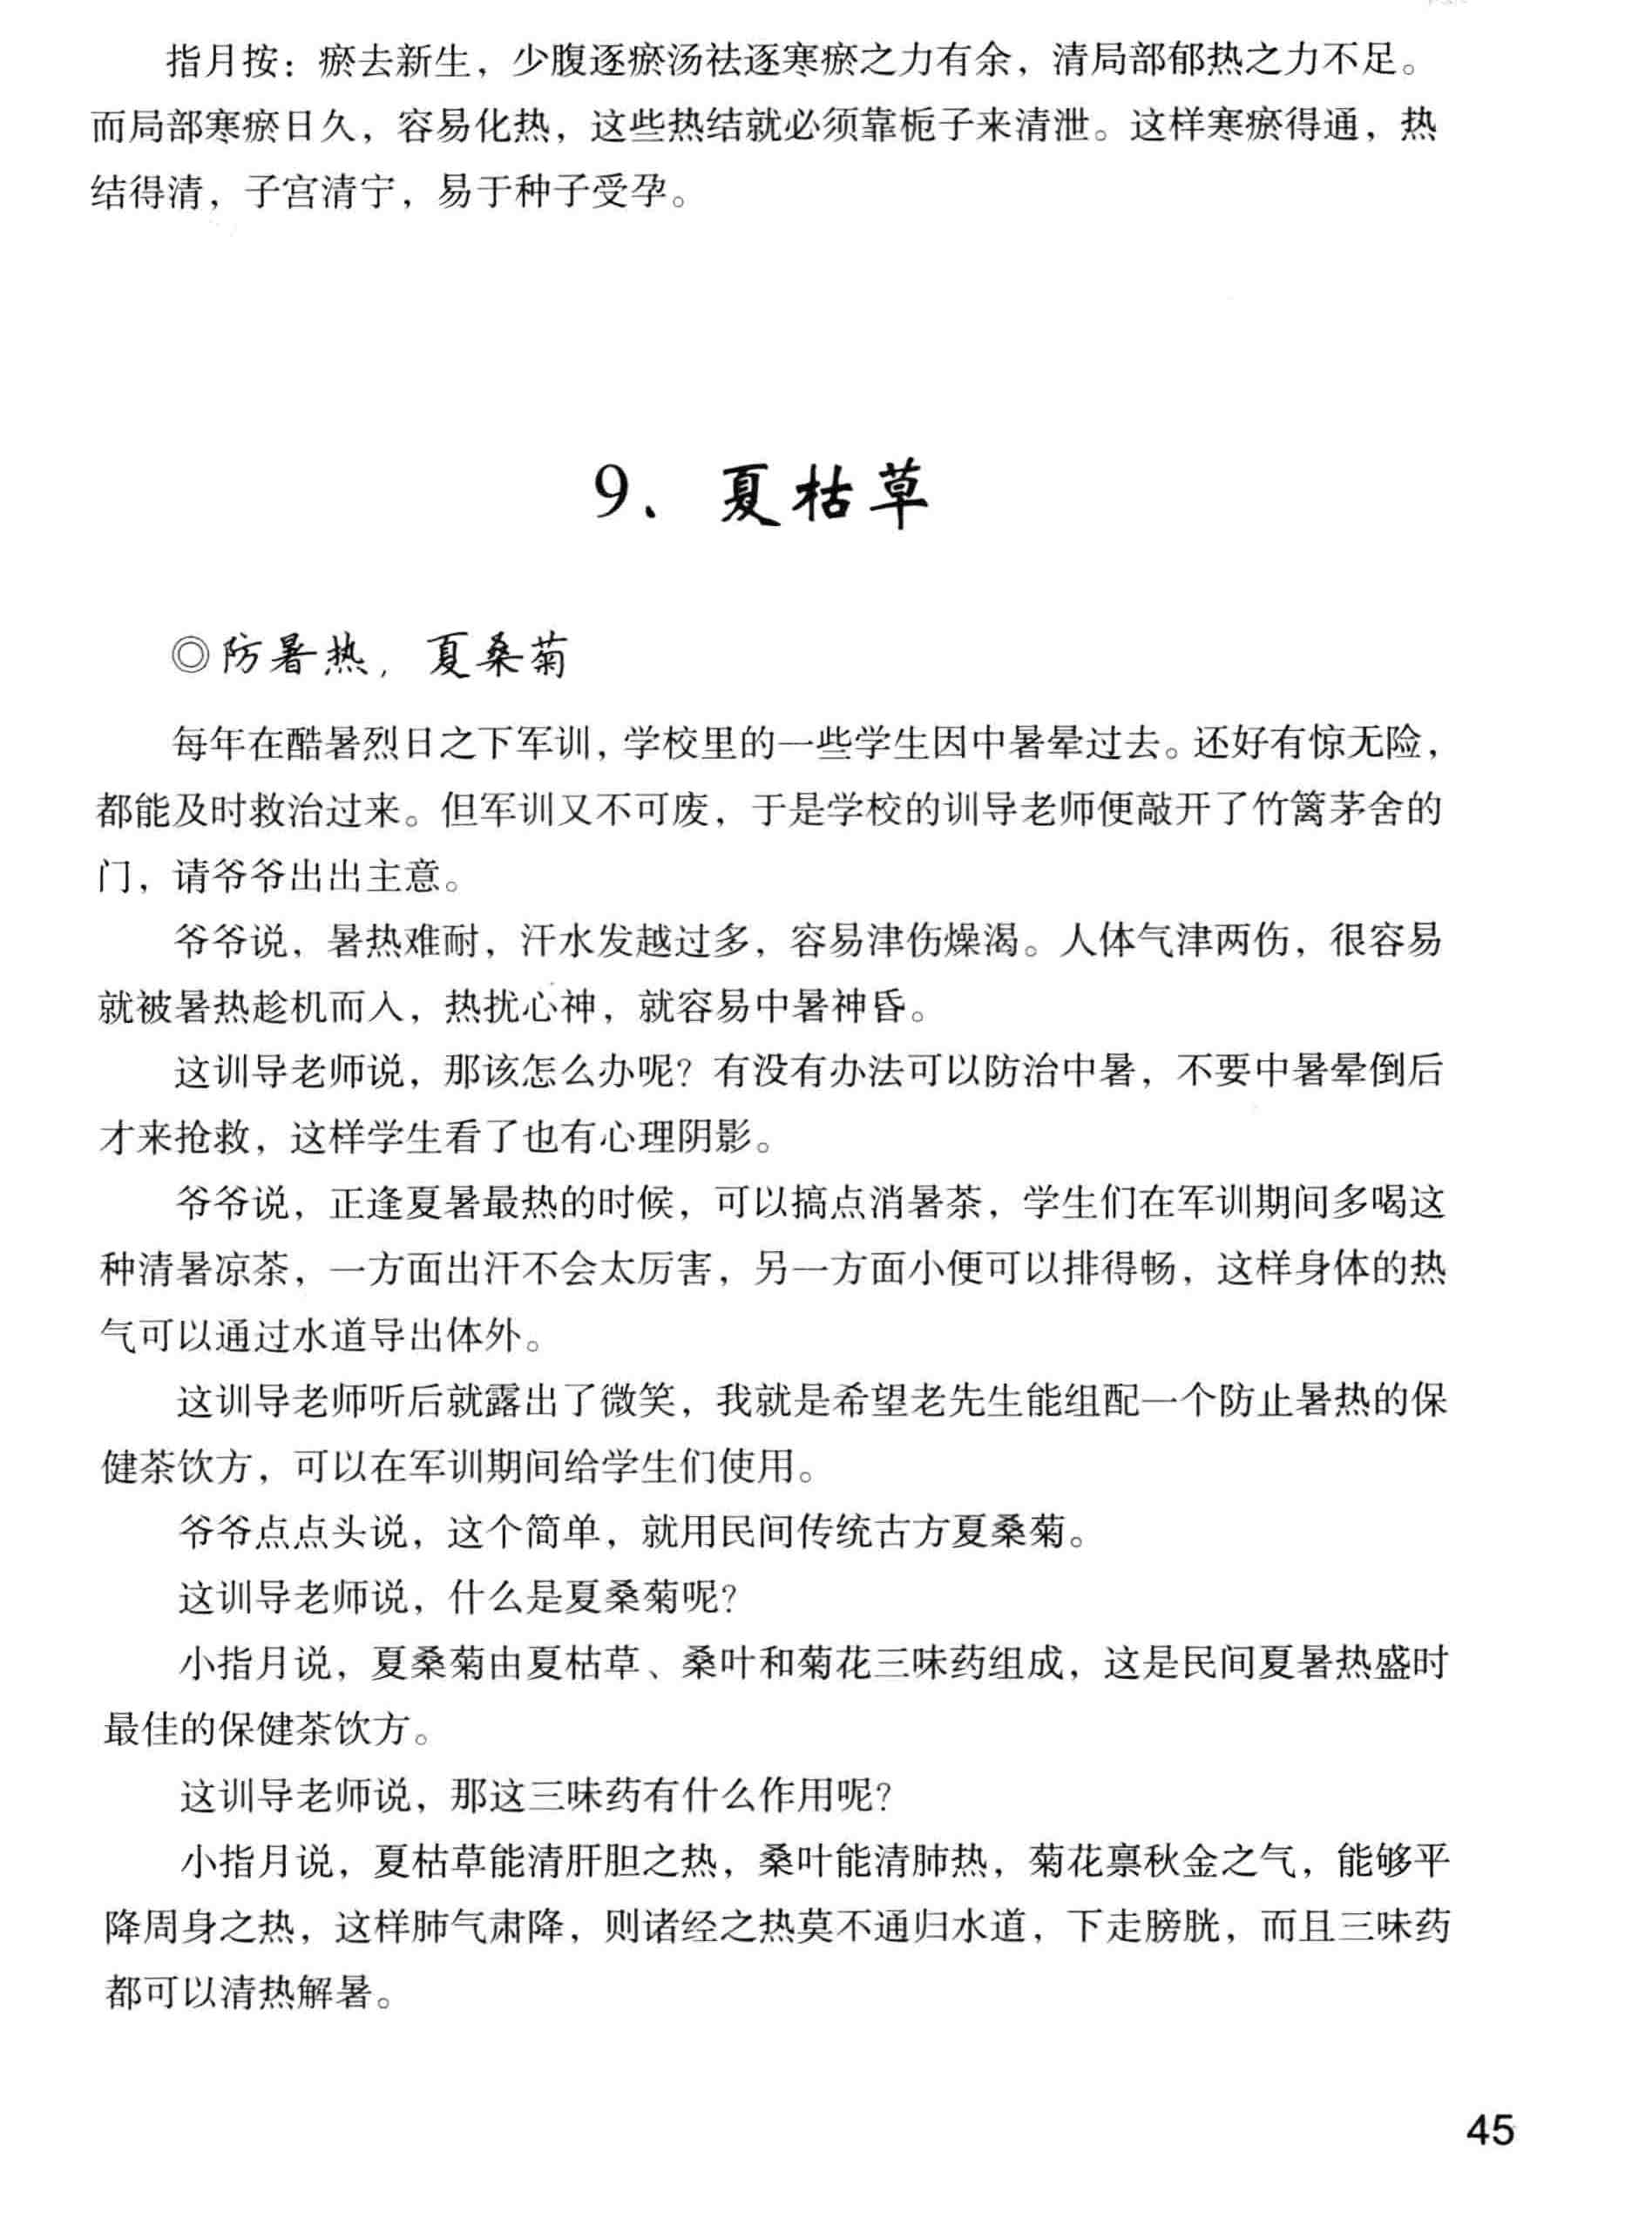 指月按：瘀去新生，少腹逐瘀汤祛逐寒瘀之力有余，清局部郁热之力不足。
而局部寒瘀日久，容易化热，这些热结就必须靠栀子来清泄。这样寒瘀得通，热
结得清，子宫清宁，易于种子受孕。
9、夏枯草
◎防暑热，夏桑菊
每年在酷暑烈日之下军训，学校里的一些学生因中暑晕过去。还好有惊无险，
都能及时救治过来。但军训又不可废，于是学校的训导老师便敲开了竹篱茅舍的
门，请爷爷出出主意。
爷爷说，暑热难耐，汗水发越过多，容易津伤燥渴。人体气津两伤，很容易
就被暑热趁机而入，热扰心神，就容易中暑神昏。
这训导老师说，那该怎么办呢？有没有办法可以防治中暑，不要中暑晕倒后
才来抢救，这样学生看了也有心理阴影。
爷爷说，正逢夏暑最热的时候，可以搞点消暑茶，学生们在军训期间多喝这
种清暑凉茶，一方面出汗不会太厉害，另一方面小便可以排得畅，这样身体的热
气可以通过水道导出体外。
这训导老师听后就露出了微笑，我就是希望老先生能组配一个防止暑热的保
健茶饮方，可以在军训期间给学生们使用。
爷爷点点头说，这个简单，就用民间传统古方夏桑菊。
这训导老师说，什么是夏桑菊呢？
小指月说，夏桑菊由夏枯草、桑叶和菊花三味药组成，这是民间夏暑热盛时
最佳的保健茶饮方。
这训导老师说，那这三味药有什么作用呢？
小指月说，夏枯草能清肝胆之热，桑叶能清肺热，菊花禀秋金之气，能够平
降周身之热，这样肺气肃降，则诸经之热莫不通归水道，下走膀胱，而且三味药
都可以清热解暑。
45